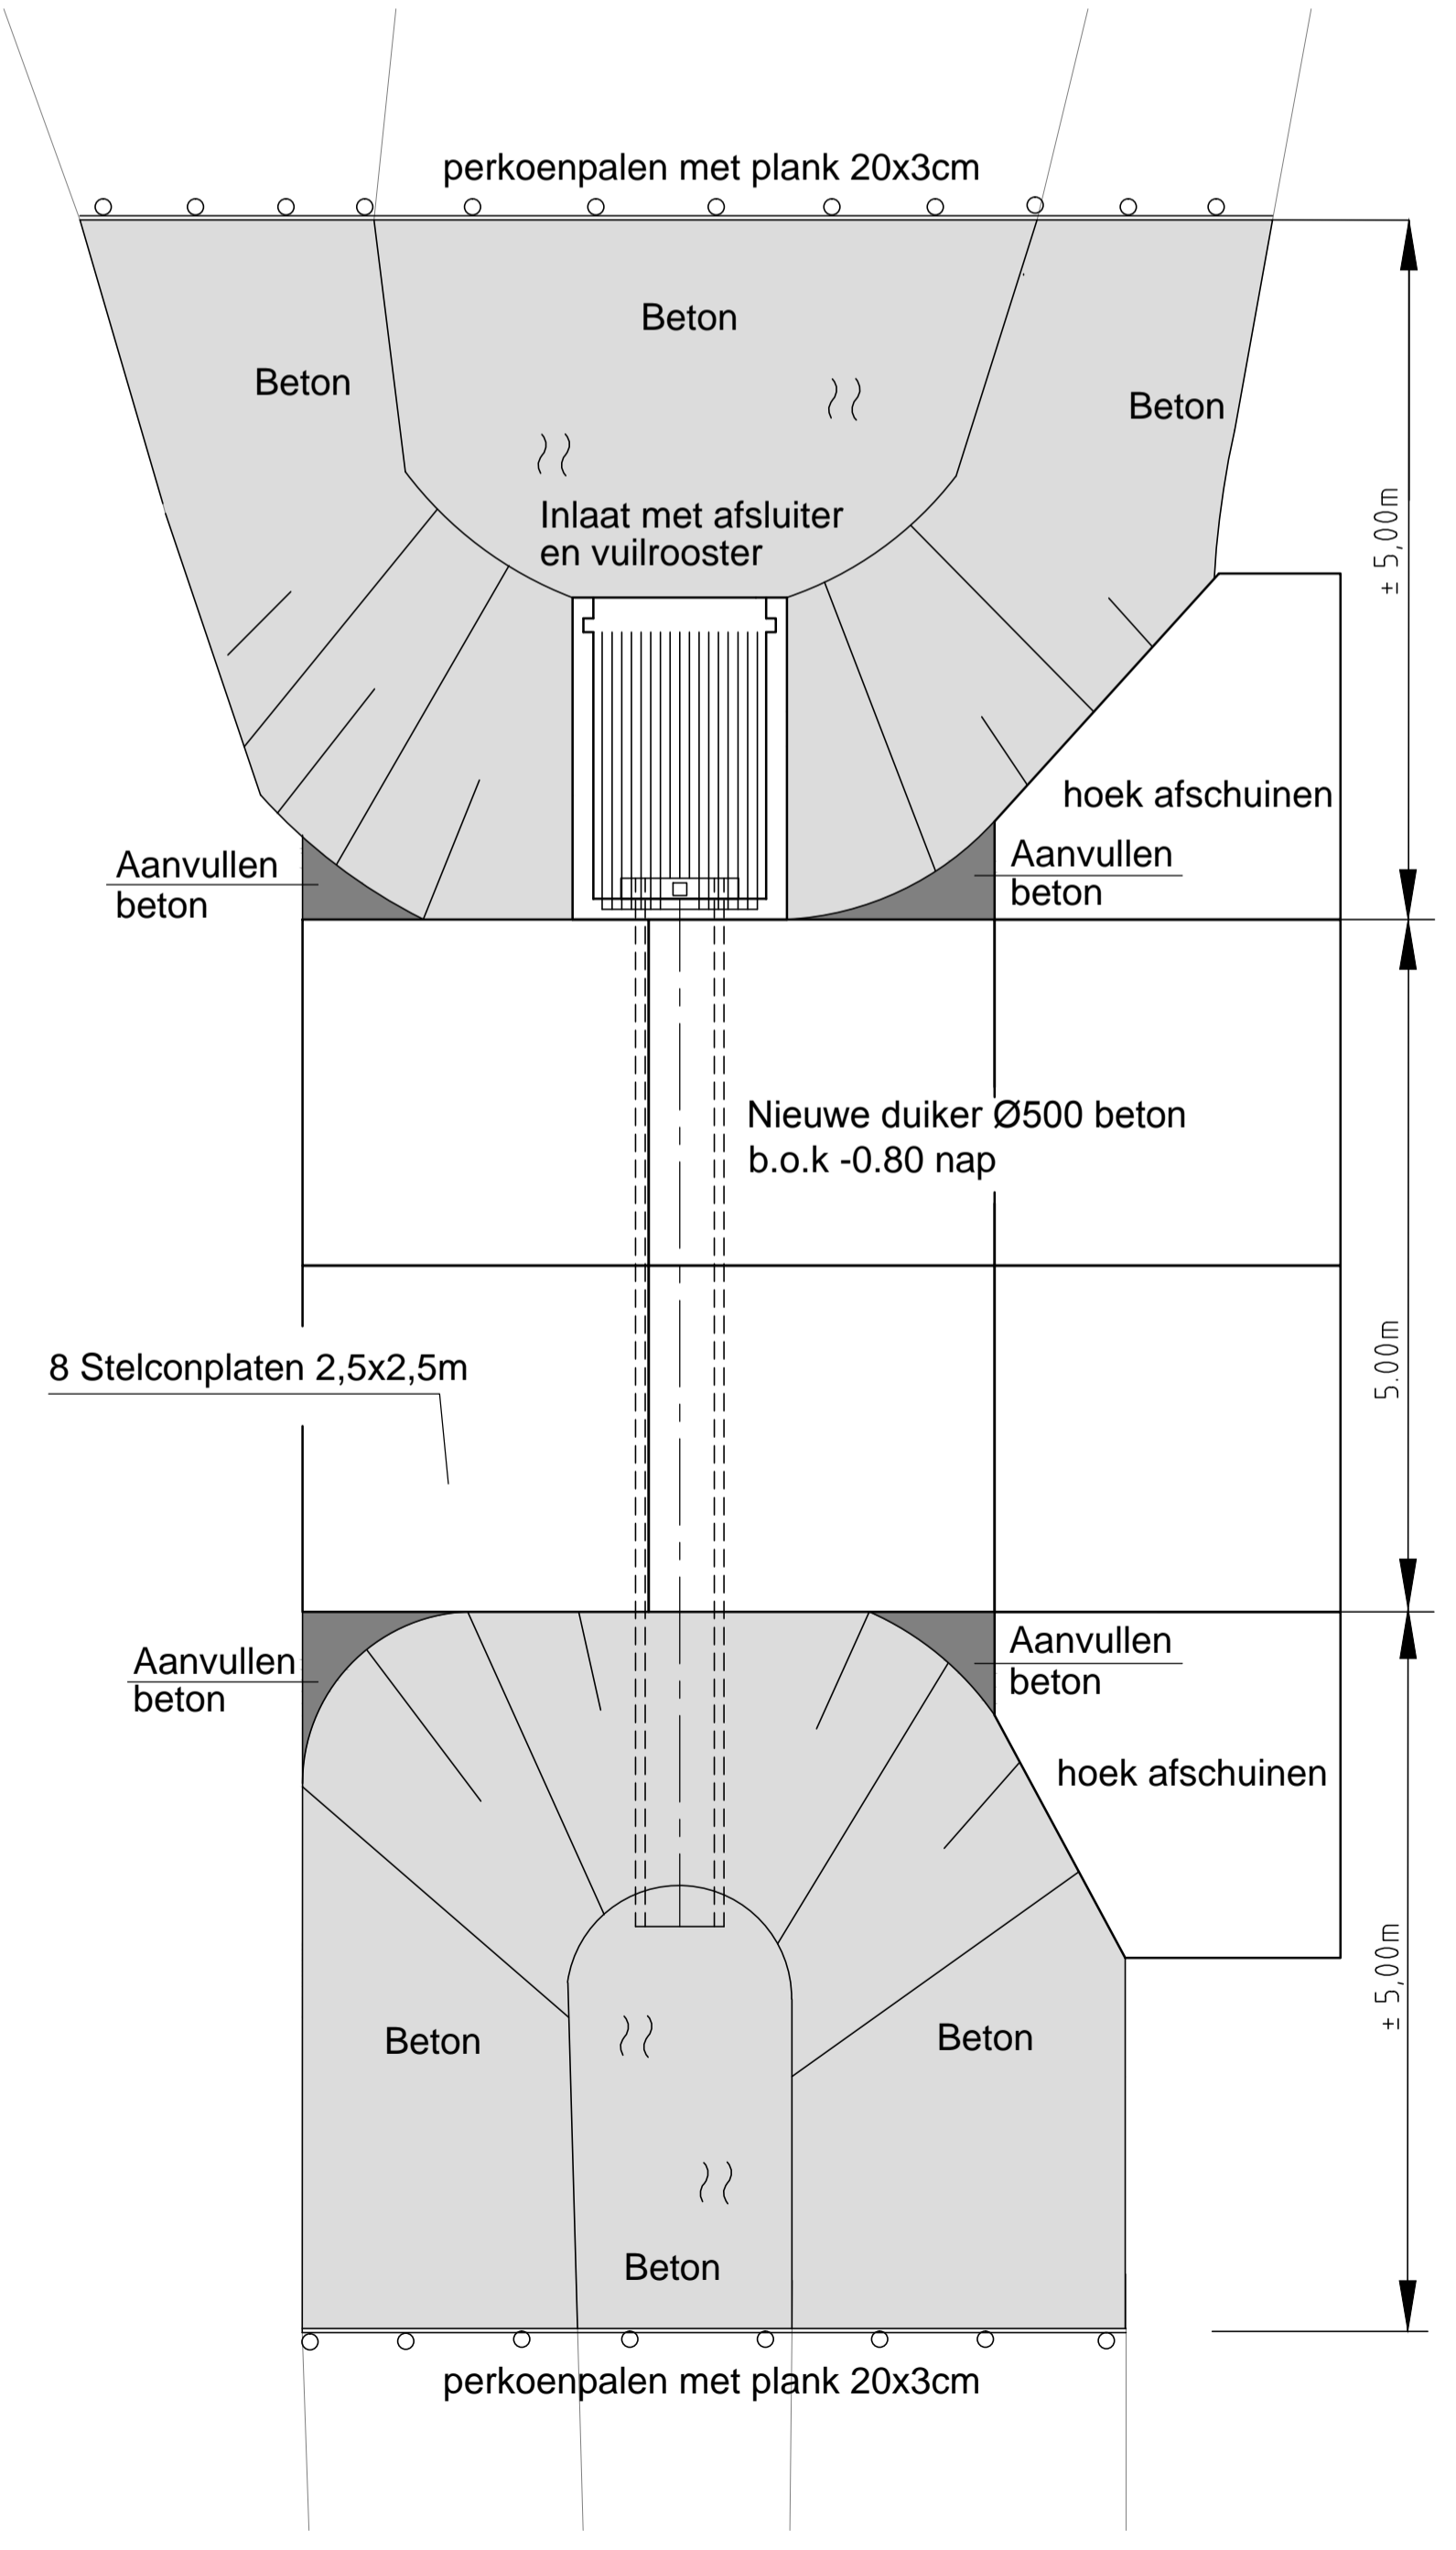 perkoenpalen met plank 20x3cm
Beton
Beton
Beton
Inlaat met afsluiter
en vuilrooster
± 5,00m
hoek afschuinen
Aanvullen
beton
Aanvullen
beton
Nieuwe duiker Ø500 beton
b.o.k -0.80 nap
8 Stelconplaten 2,5x2,5m
5.00m
Aanvullen
beton
Aanvullen
beton
hoek afschuinen
± 5,00m
Beton
Beton
Beton
perkoenpalen met plank 20x3cm